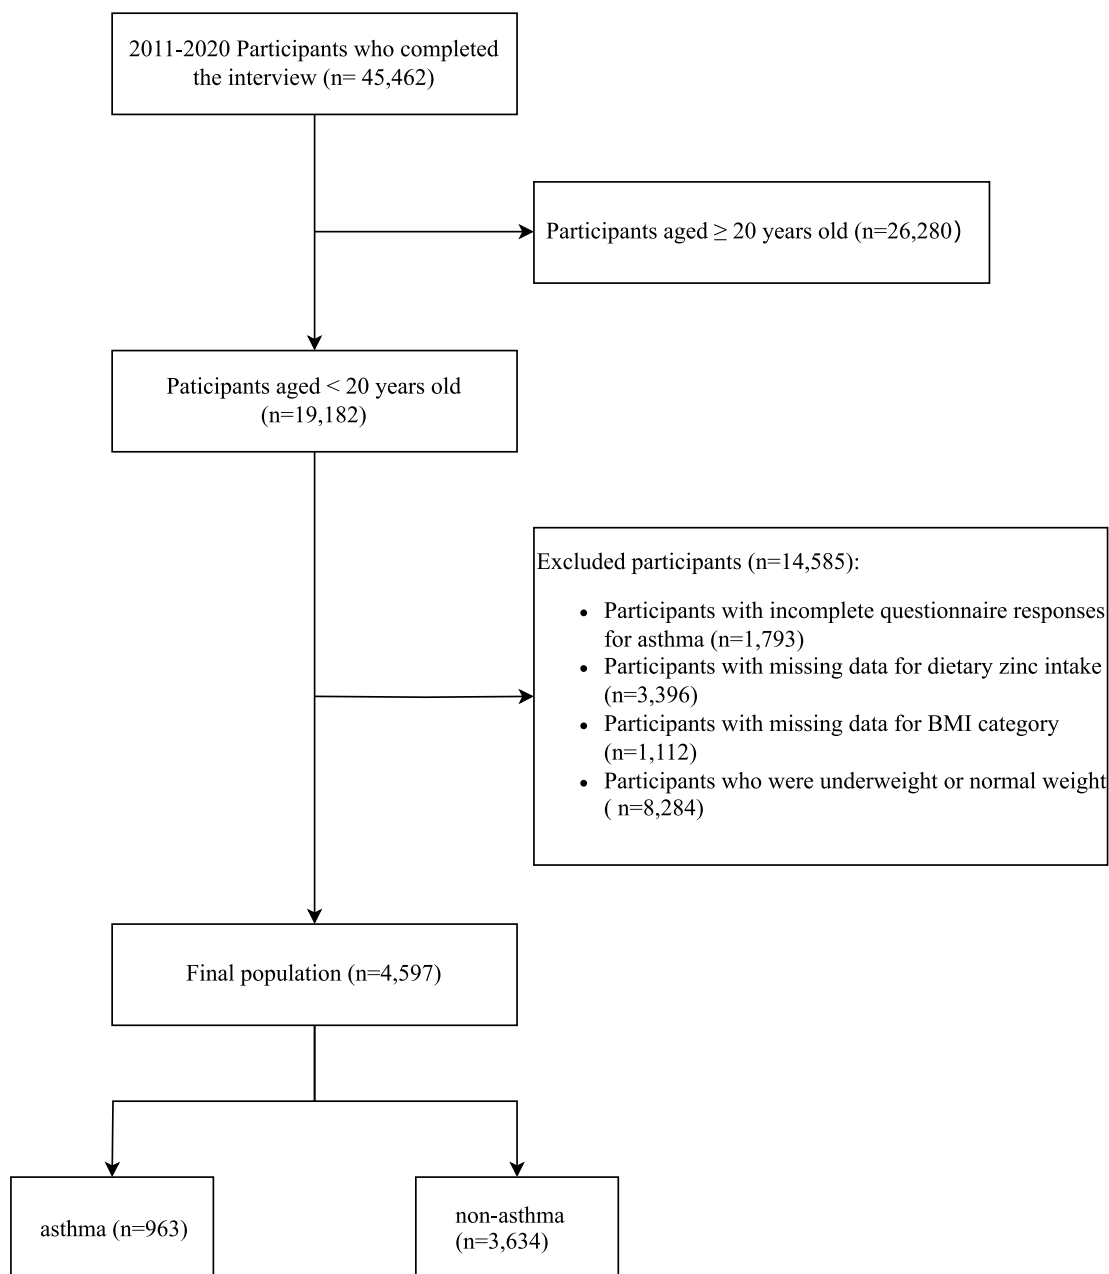 2011-2020 Participants who completed
the interview (n= 45,462)
Participants aged ≥ 20 years old (n=26,280)
Paticipants aged < 20 years old
(n=19,182)
Excluded participants (n=14,585):
• Participants with incomplete questionnaire responses
for asthma (n=1,793)
• Participants with missing data for dietary zinc intake
(n=3,396)
• Participants with missing data for BMI category
(n=1,112)
• Participants who were underweight or normal weight
( n=8,284)
Final population (n=4,597)
asthma (n=963)
non-asthma
(n=3,634)